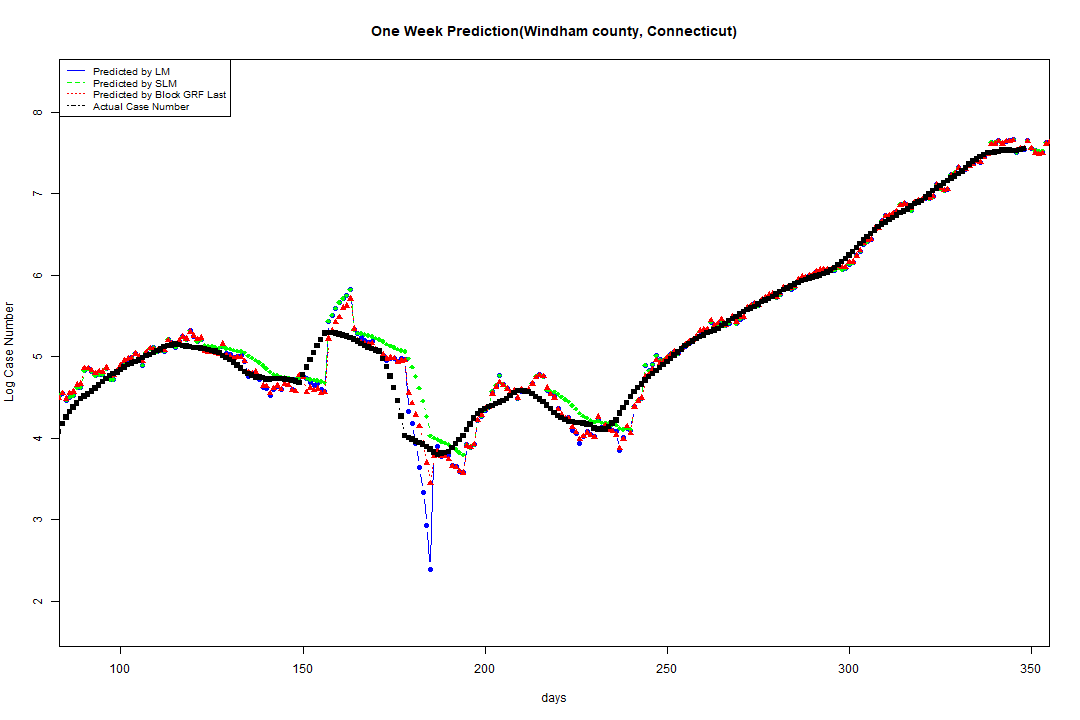 One Week Prediction(Windham county, Connecticut)
Predicted by LM
Predicted by SLM
Predicted by Block GRF Last
Actual Case Number
8
7
6
5
4
3
2
Log Case Number
100 150 200 250 300 350
days